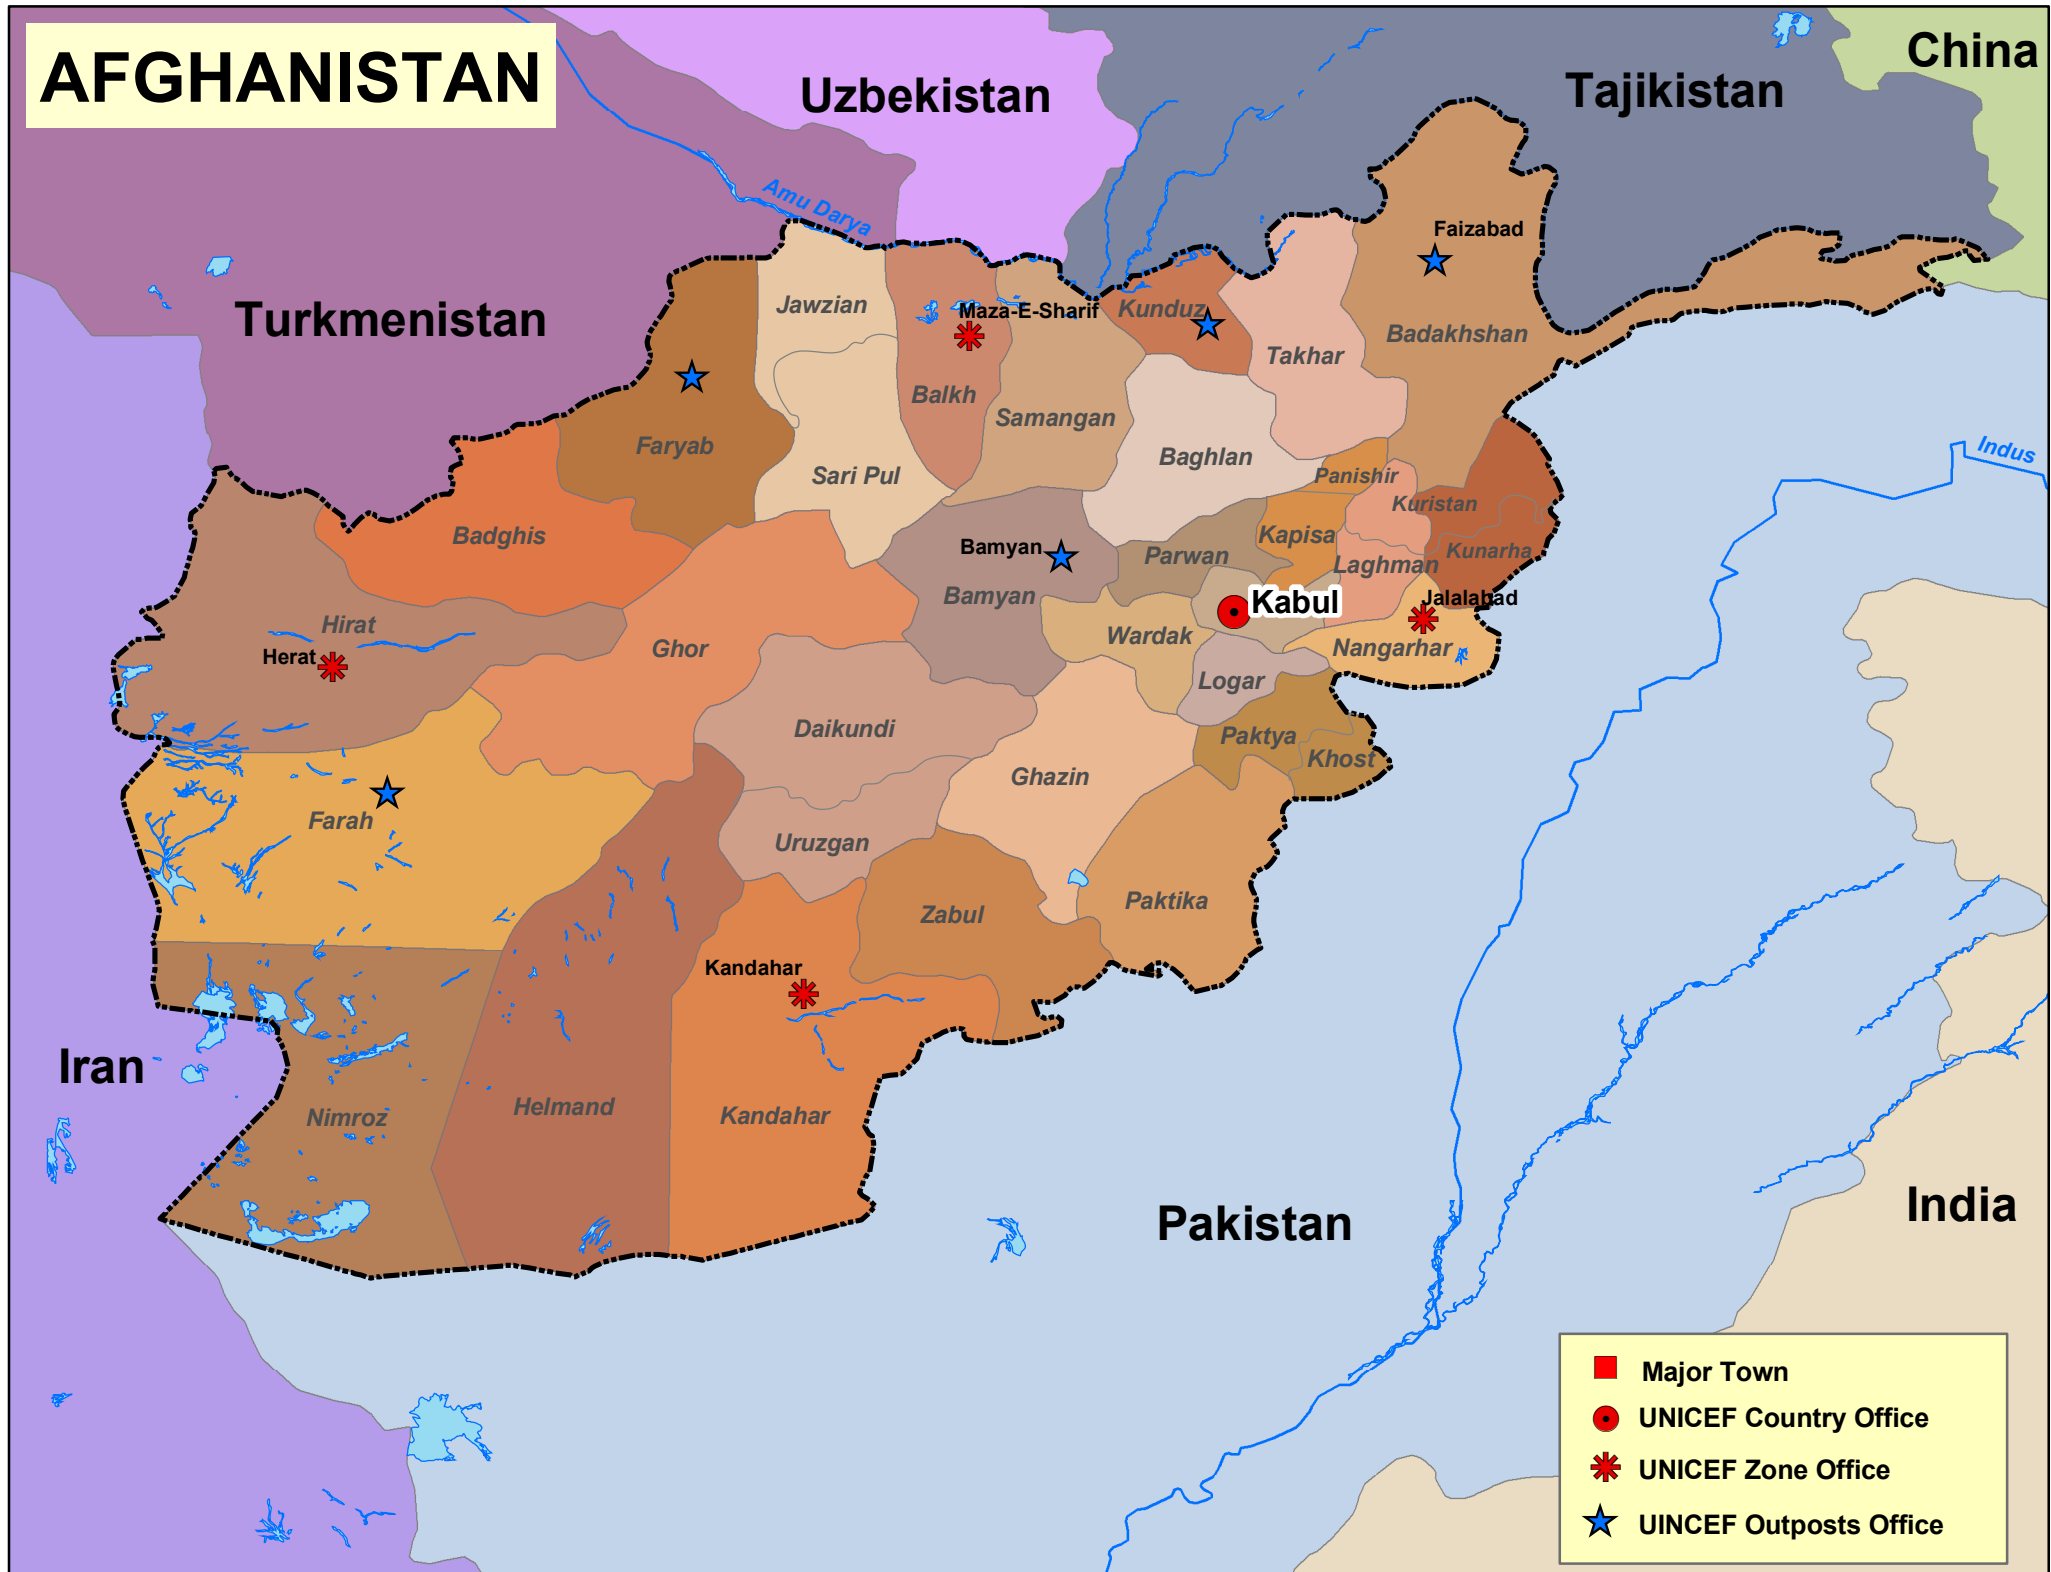 AFGHANISTAN
China
Uzbekistan
Tajikistan
Amu Darya
Faizabad
Turkmenistan
Jawzian
Maza-E-Sharif
Kunduz
Badakhshan
Takhar
Balkh
Samangan
Faryab
Sari Pul
Baghlan
Panishir
Indus
Kuristan
Badghis
Kapisa
Bamyan
Parwan
Kunarha
Laghman
Bamyan
Kabul
Jalalabad
Hirat
Wardak
Nangarhar
Herat
Ghor
Logar
Daikundi
Paktya
Khost
Ghazin
Farah
Uruzgan
Zabul
Paktika
Kandahar
Iran
Nimroz
Helmand
Kandahar
Pakistan
India
Major Town
UNICEF Country Office
UNICEF Zone Office
UINCEF Outposts Office